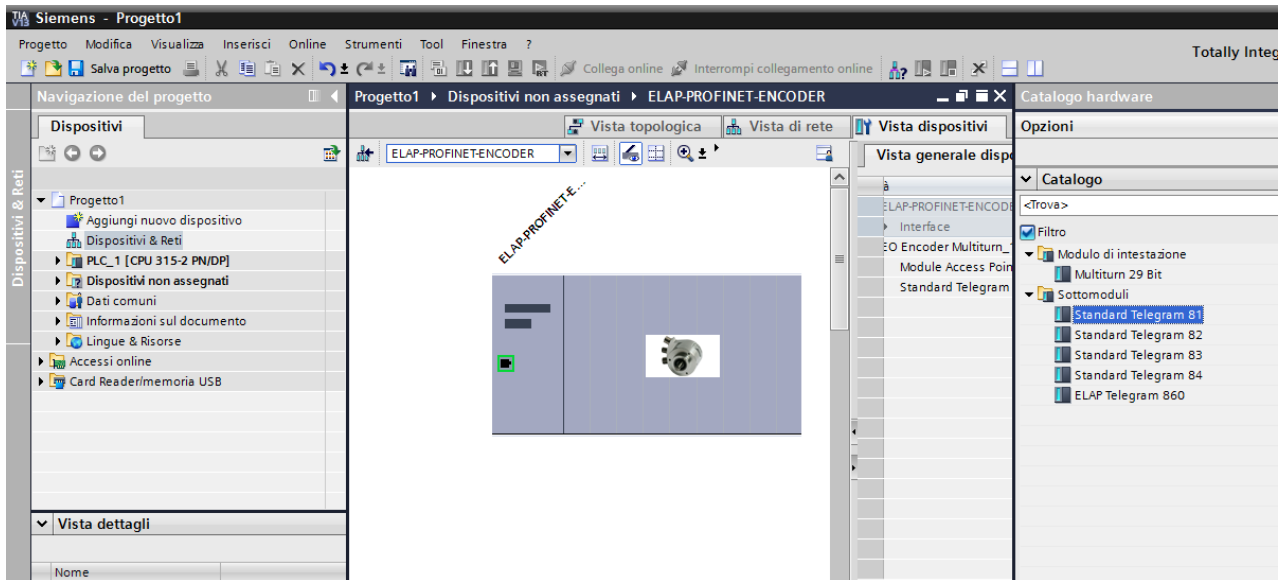 TIA V13 Siemens - Progetto1
Progetto Modifica Visualizza Inserisci Online Strumenti Tool Finestra ?
Totally Integ
Salva progetto Collega online Interrompi collegamento online
Navigazione del progetto
Dispositivi
Dispositivi & Reti
Progetto1
Aggiungi nuovo dispositivo
Dispositivi & Reti
PLC_1 [CPU 315-2 PN/DP]
Dispositivi non assegnati
Dati comuni
Informazioni sul documento
Lingue & Risorse
Accessi online
Card Reader/memoria USB
Vista dettagli
Nome
Progetto1 Dispositivi non assegnati ELAP-PROFINET-ENCODER
Vista topologica Vista di rete Vista dispositivi
ELAP-PROFINET-ENCODER
ELAP-PROFINET-E...
Vista generale dispo
à
ELAP-PROFINET-ENCODE
Interface
EO Encoder Multiturn_
Module Access Poin
Standard Telegram
Catalogo hardware
Opzioni
Catalogo
<Trova>
Filtro
Modulo di intestazione
Multiturn 29 Bit
Sottomoduli
Standard Telegram 81
Standard Telegram 82
Standard Telegram 83
Standard Telegram 84
ELAP Telegram 860